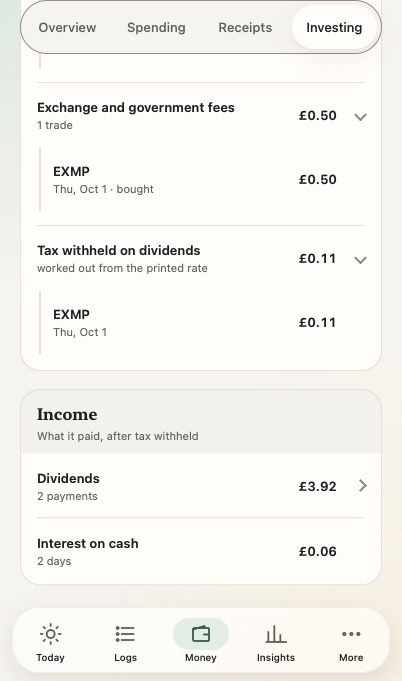 Overview
Spending
Receipts
Investing
Exchange and government fees
£0.50
1 trade
EXMP
£0.50
Thu, Oct 1 · bought
Tax withheld on dividends
£0.11
worked out from the printed rate
EXMP
£0.11
Thu, Oct 1
Income
What it paid, after tax withheld
Dividends
£3.92
2 payments
Interest on cash
£0.06
2 days
Today
Logs
Money
Insights
More